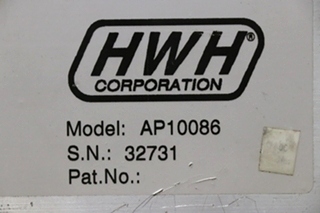 HWH®
CORPORATION
Model: AP10086
S.N.: 32731
Pat.No.: